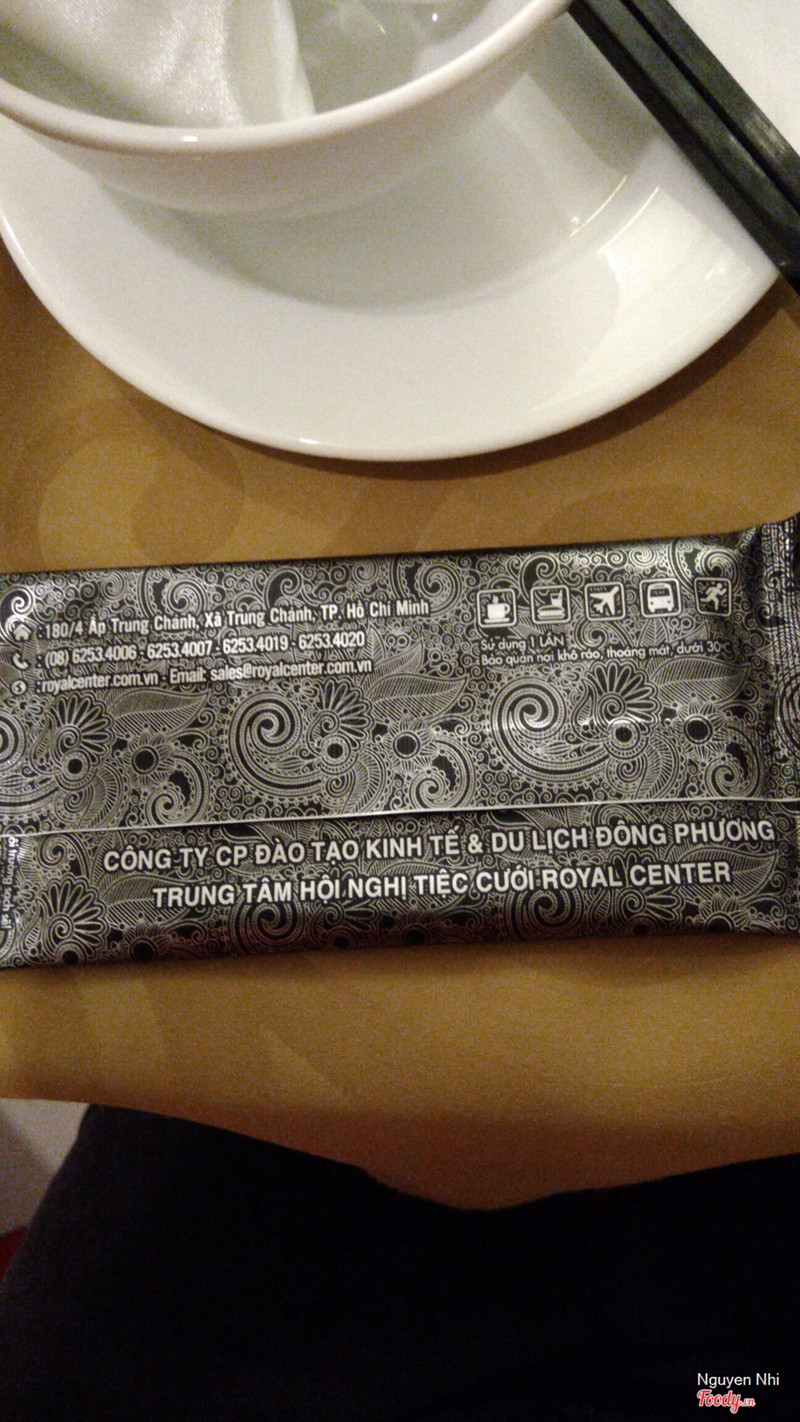 : 180/4 Ấp Trung Chánh, Xã Trung Chánh, TP. Hồ Chí Minh
: (08) 6253.4006 - 6253.4007 - 6253.4019 - 6253.4020
: royalcenter.com.vn - Email: sales@royalcenter.com.vn
Sử dụng 1 LẦN
Bảo quản nơi khô ráo, thoáng mát, dưới 30°C
CÔNG TY CP ĐÀO TẠO KINH TẾ & DU LỊCH ĐÔNG PHƯƠNG
TRUNG TÂM HỘI NGHỊ TIỆC CƯỚI ROYAL CENTER
Nguyen Nhi
Foody.vn